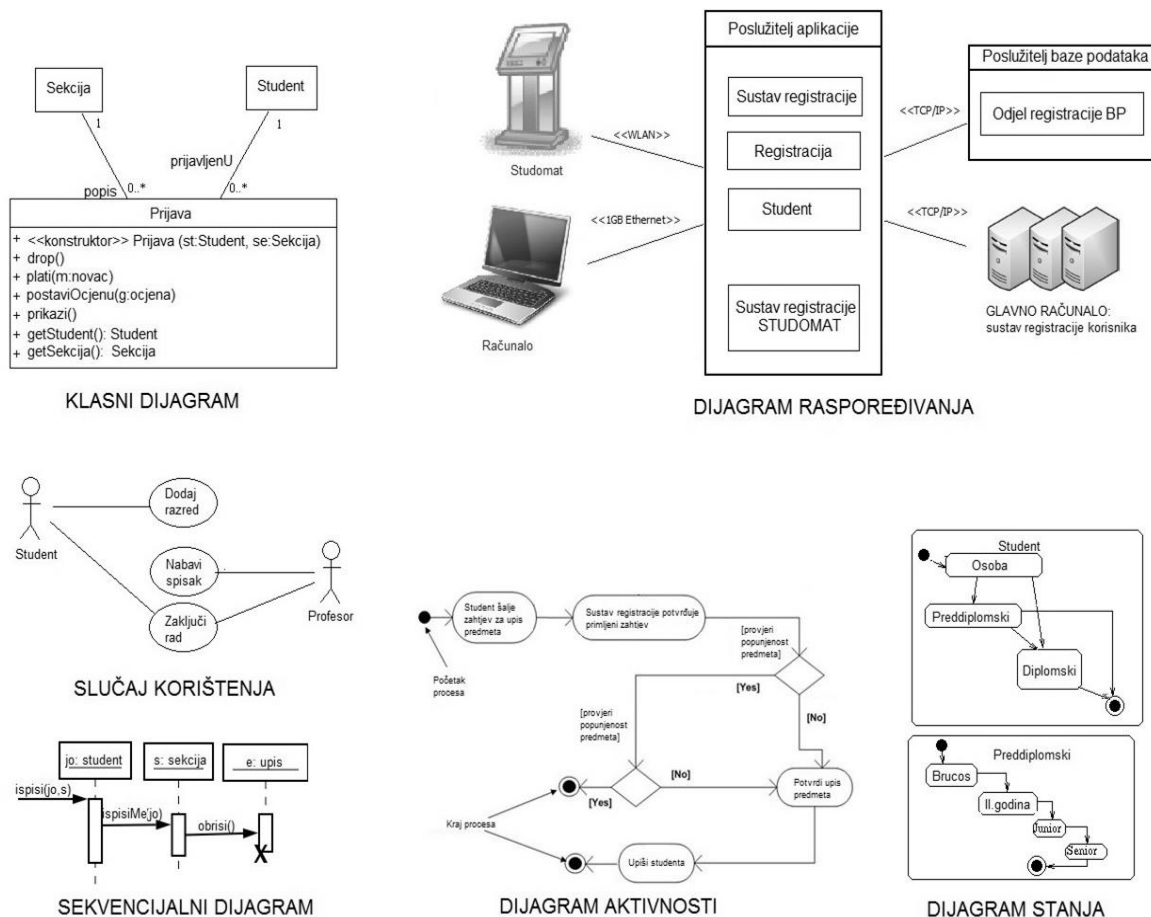 Sekcija
Student
1
1
prijavljenU
popis
0..*
0..*
Prijava
+ <<konstruktor>> Prijava (st:Student, se:Sekcija)
+ drop()
+ plati(m:novac)
+ postaviOcjenu(g:ocjena)
+ prikazi()
+ getStudent(): Student
+ getSekcija(): Sekcija
KLASNI DIJAGRAM
Studomat
<<WLAN>>
<<1GB Ethernet>>
Računalo
Poslužitelj aplikacije
Sustav registracije
Registracija
Student
Sustav registracije
STUDOMAT
<<TCP/IP>>
<<TCP/IP>>
Poslužitelj baze podataka
Odjel registracije BP
GLAVNO RAČUNALO:
sustav registracije korisnika
DIJAGRAM RASPOREĐIVANJA
Student
Dodaj
razred
Nabavi
spisak
Zaključi
rad
Profesor
SLUČAJ KORIŠTENJA
jo: student
s: sekcija
e: upis
ispisi(jo,s)
ispisiMe'jo)
obrisi()
X
SEKVENCIJALNI DIJAGRAM
Student šalje
zahtjev za upis
predmeta
Sustav registracije potvrđuje
primljeni zahtjev
Početak
procesa
[provjeri
popunjenost
predmeta]
[Yes]
[No]
[provjeri
popunjenost
predmeta]
[No]
[Yes]
Potvrdi upis
predmeta
Kraj procesa
Upiši studenta
DIJAGRAM AKTIVNOSTI
Student
Osoba
Preddiplomski
Diplomski
Preddiplomski
Brucos
II.godina
Junior
Senior
DIJAGRAM STANJA